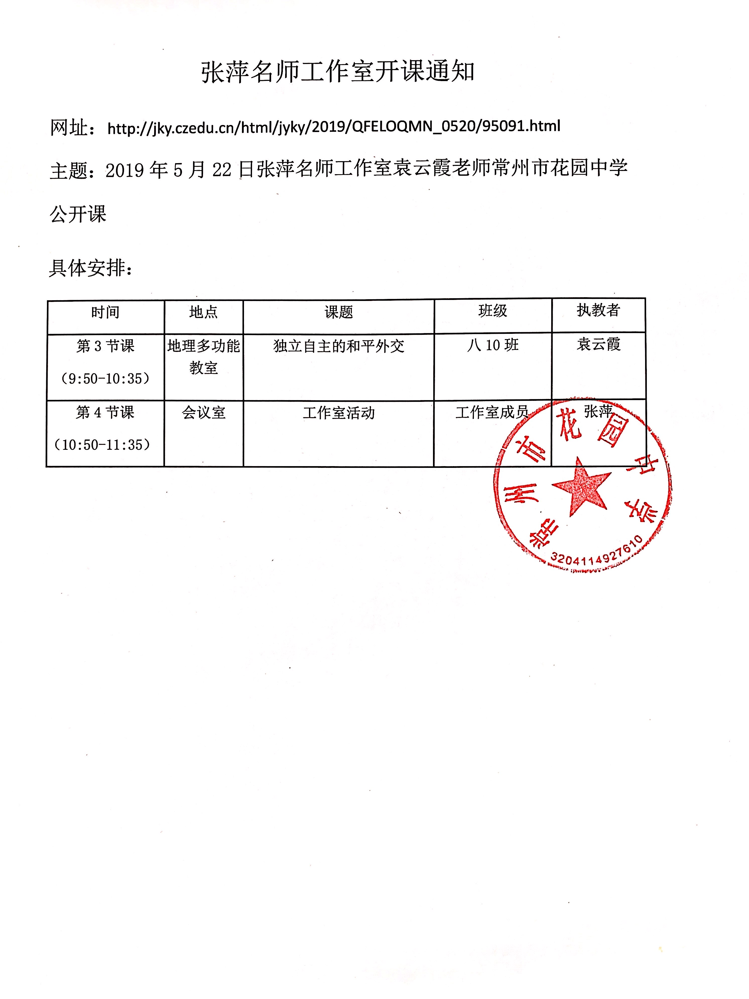 张萍名师工作室开课通知
网址：http://jky.czedu.cn/html/jyky/2019/QFELOQMN_0520/95091.html
主题：2019 年 5 月 22 日张萍名师工作室袁云霞老师常州市花园中学
公开课
具体安排：
时间 地点 课题 班级 执教者
第 3 节课 地理多功能 独立自主的和平外交 八 10 班 袁云霞
教室
（9:50-10:35）
第 4 节课 会议室 工作室活动 工作室成员 张萍
（10:50-11:35）
常州市花园中学
3204114927610